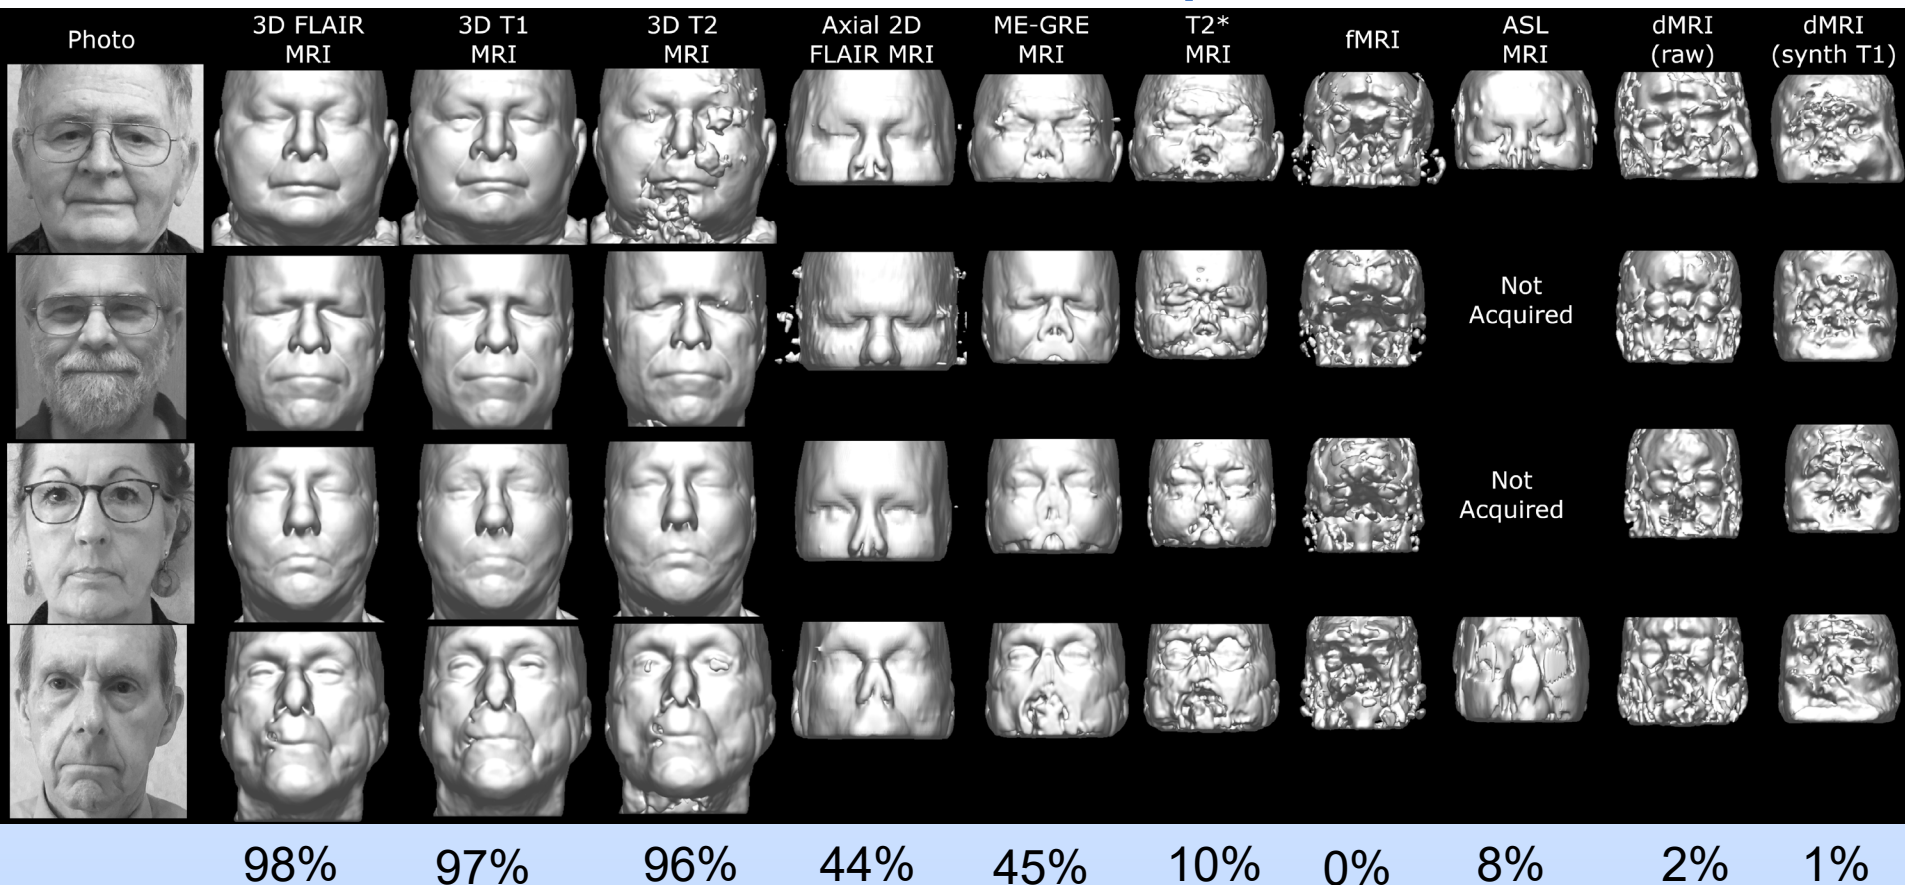 Photo
3D FLAIR
MRI
3D T1
MRI
3D T2
MRI
Axial 2D
FLAIR MRI
ME-GRE
MRI
T2*
MRI
fMRI
ASL
MRI
dMRI
(raw)
dMRI
(synth T1)
Not
Acquired
Not
Acquired
98%
97%
96%
44%
45%
10%
0%
8%
2%
1%